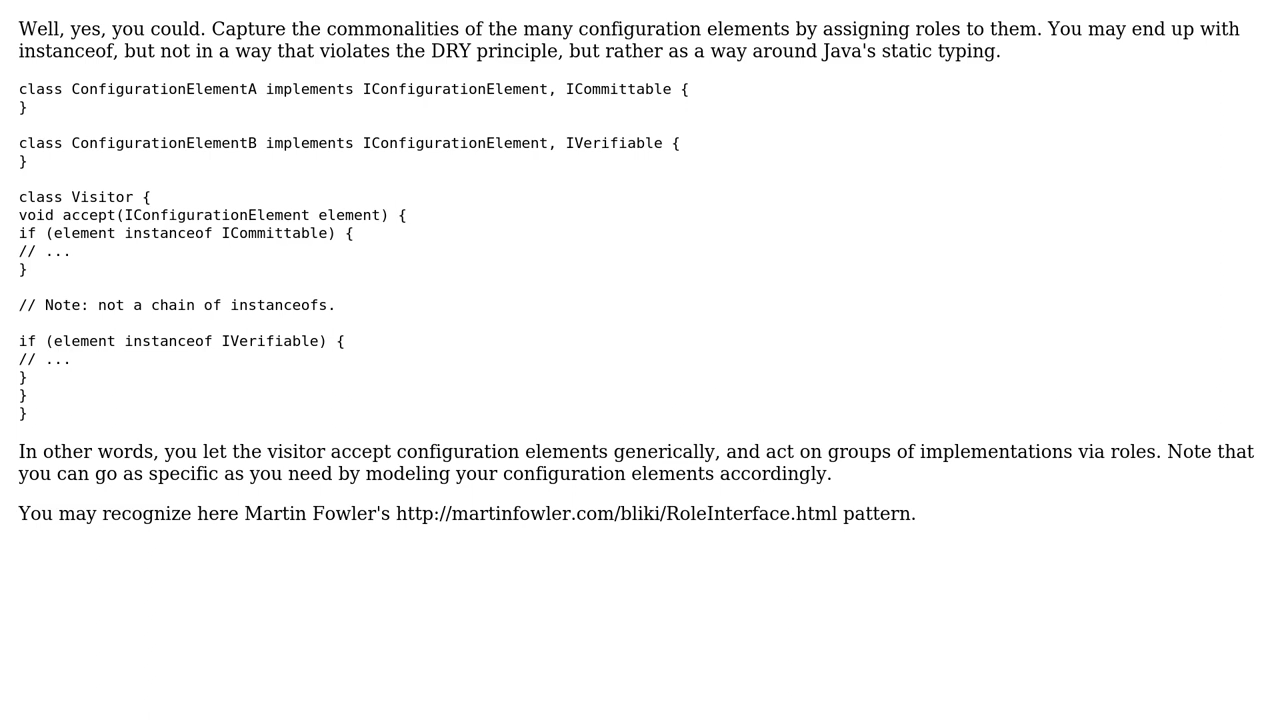 Well, yes, you could. Capture the commonalities of the many configuration elements by assigning roles to them. You may end up with
instanceof, but not in a way that violates the DRY principle, but rather as a way around Java's static typing.
class ConfigurationElementA implements IConfigurationElement, ICommittable {
}
class ConfigurationElementB implements IConfigurationElement, IVerifiable {
}
class Visitor {
void accept(IConfigurationElement element) {
if (element instanceof ICommittable) {
// ...
}
// Note: not a chain of instanceofs.
if (element instanceof IVerifiable) {
// ...
}
}
}
In other words, you let the visitor accept configuration elements generically, and act on groups of implementations via roles. Note that
you can go as specific as you need by modeling your configuration elements accordingly.
You may recognize here Martin Fowler's http://martinfowler.com/bliki/RoleInterface.html pattern.